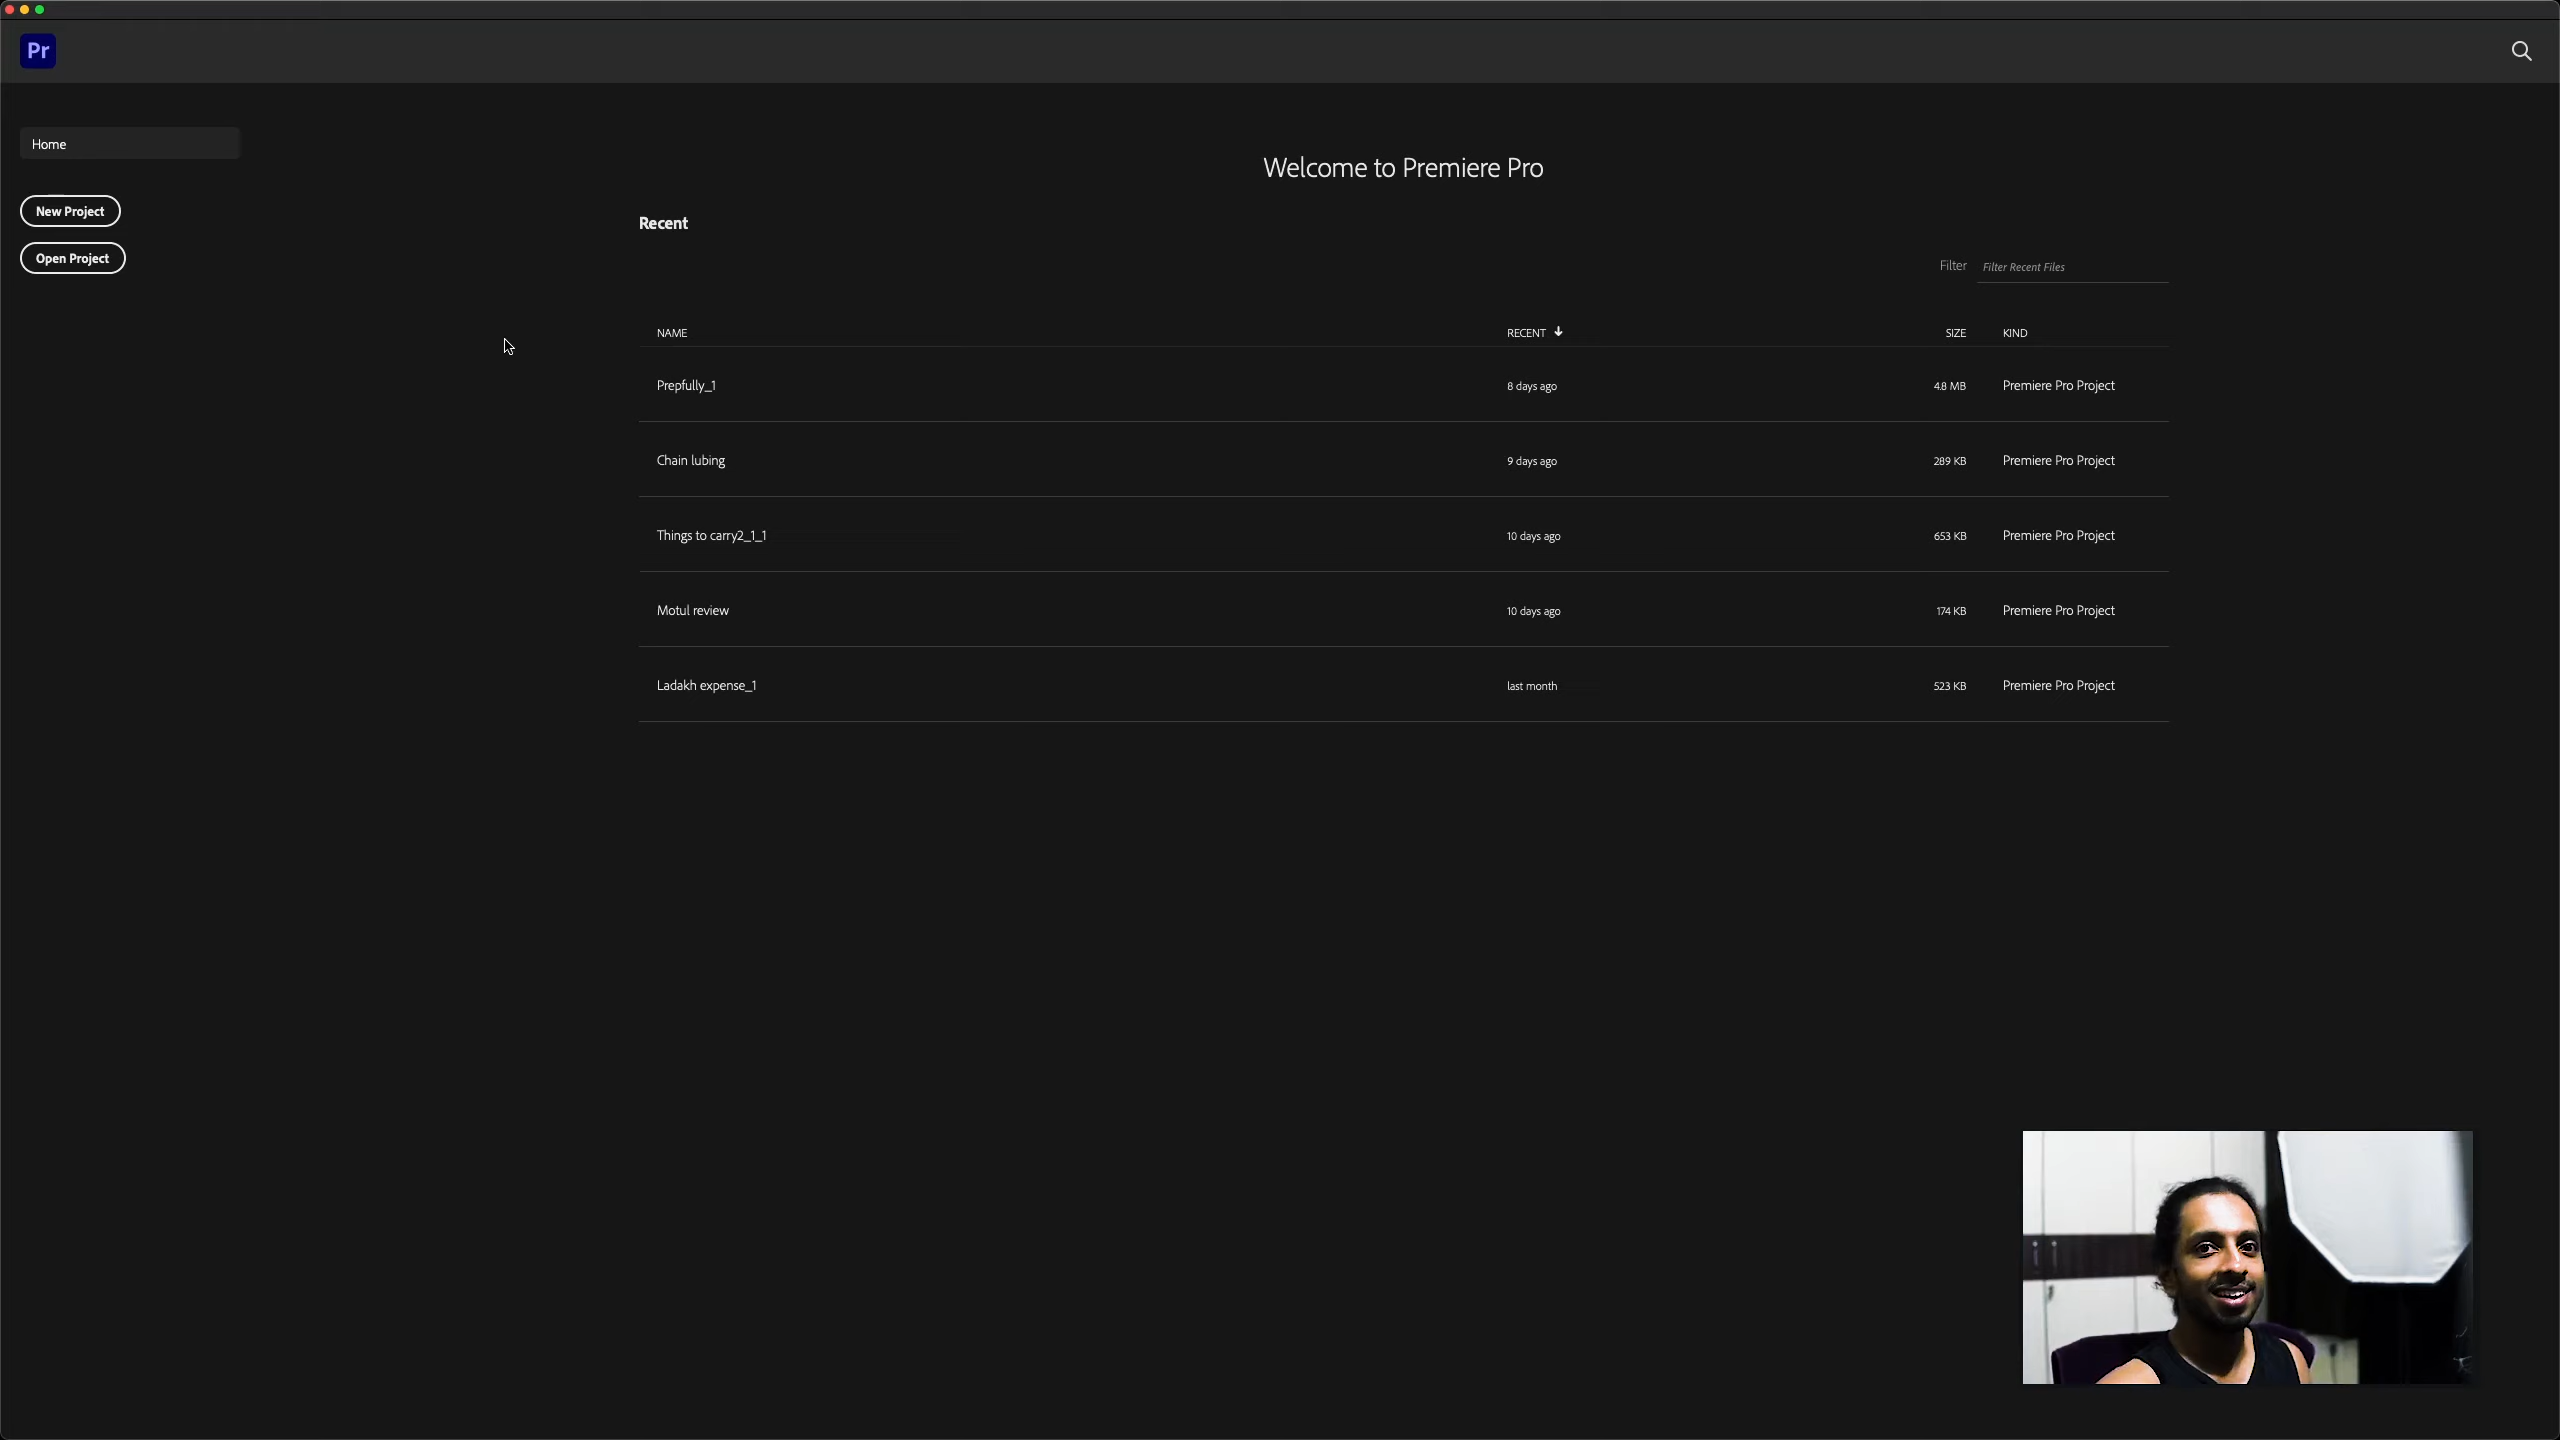 Pr
Home
New Project
Open Project
Welcome to Premiere Pro
Recent
Filter Filter Recent Files
NAME RECENT SIZE KIND
Prepfully_1 8 days ago 4.8 MB Premiere Pro Project
Chain lubing 9 days ago 289 KB Premiere Pro Project
Things to carry2_1_1 10 days ago 653 KB Premiere Pro Project
Motul review 10 days ago 174 KB Premiere Pro Project
Ladakh expense_1 last month 523 KB Premiere Pro Project